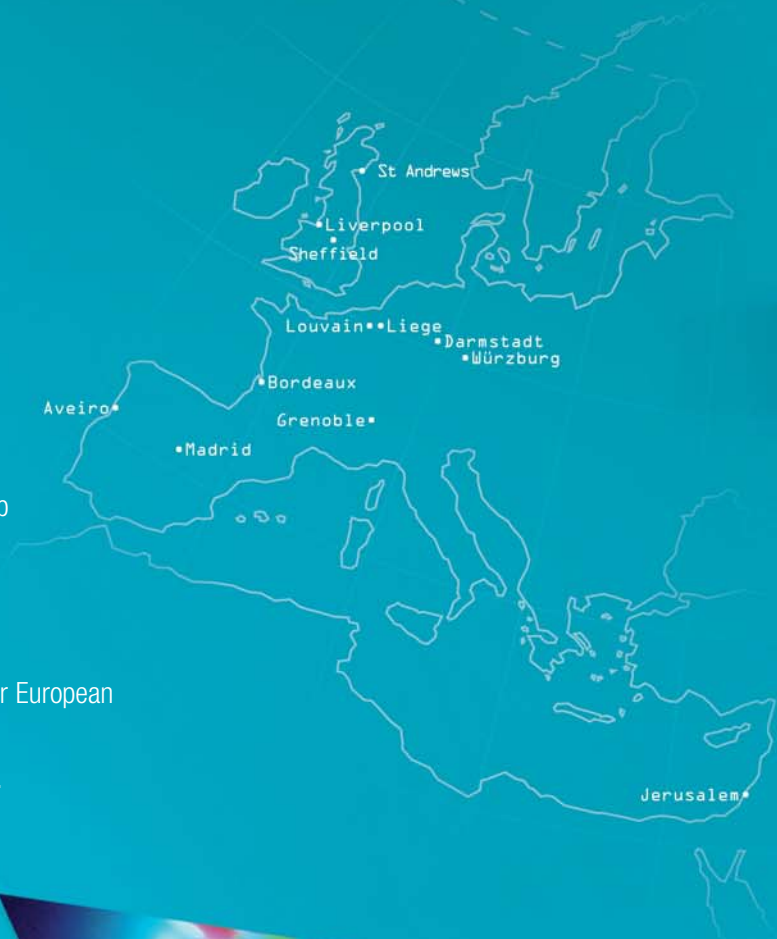 St Andrews
Liverpool
Sheffield
Louvain Liege
Darmstadt
Würzburg
Bordeaux
Aveiro
Grenoble
Madrid
r European
Jerusalem